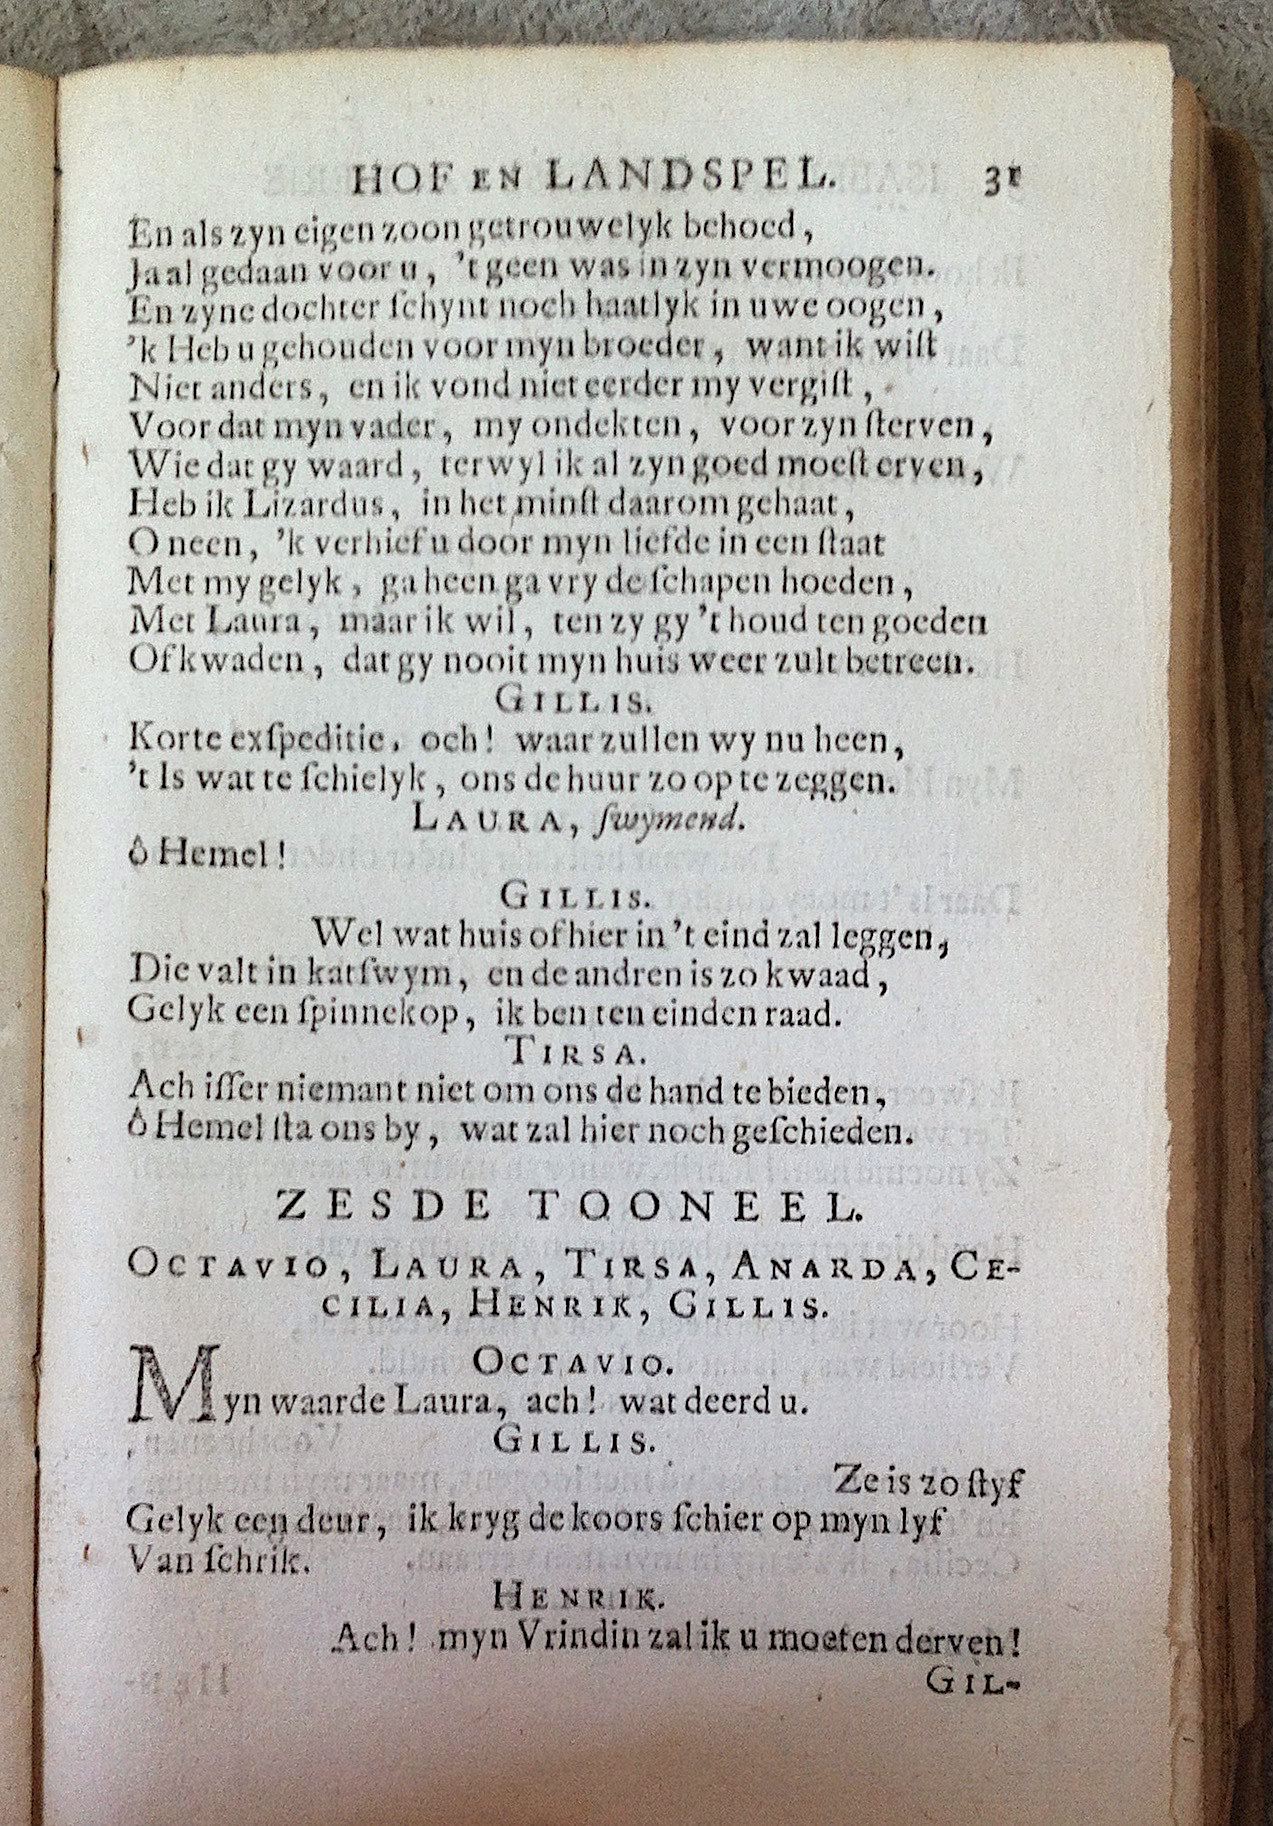 HOF EN LANDSPEL. 31
En als zyn eigen zoon getrouwelyk behoed,
Ja al gedaan voor u, 't geen was in zyn vermoogen.
En zyne dochter ſchynt noch haatlyk in uwe oogen,
'k Heb u gehouden voor myn broeder, want ik wiſt
Niet anders, en ik vond niet eerder my vergiſt,
Voor dat myn vader, my ondekten, voor zyn ſterven,
Wie dat gy waard, terwyl ik al zyn goed moeſt erven,
Heb ik Lizardus, in het minſt daarom gehaat,
O neen, 'k verhief u door myn liefde in een ſtaat
Met my gelyk, ga heen ga vry de ſchapen hoeden,
Met Laura, maar ik wil, ten zy gy 't houd ten goeden
Of kwaden, dat gy nooit myn huis weer zult betreen.
GILLIS.
Korte exſpeditie. och! waar zullen wy nu heen,
't Is wat te ſchielyk, ons de huur zo op te zeggen.
LAURA, ſwymend.
ô Hemel!
GILLIS.
Wel wat huis of hier in 't eind zal leggen,
Die valt in katſwym, en de andren is zo kwaad,
Gelyk een ſpinnekop, ik ben ten einden raad.
TIRSA.
Ach iſſer niemant niet om ons de hand te bieden,
ô Hemel ſta ons by, wat zal hier noch geſchieden.
ZESDE TOONEEL.
OCTAVIO, LAURA, TIRSA, ANARDA, CE-
CILIA, HENRIK, GILLIS.
OCTAVIO.
Myn waarde Laura, ach! wat deerd u.
GILLIS.
Ze is zo ſtyf
Gelyk een deur, ik kryg de koors ſchier op myn lyf
Van ſchrik.
HENRIK.
Ach! myn Vrindin zal ik u moeten derven!
GIL-